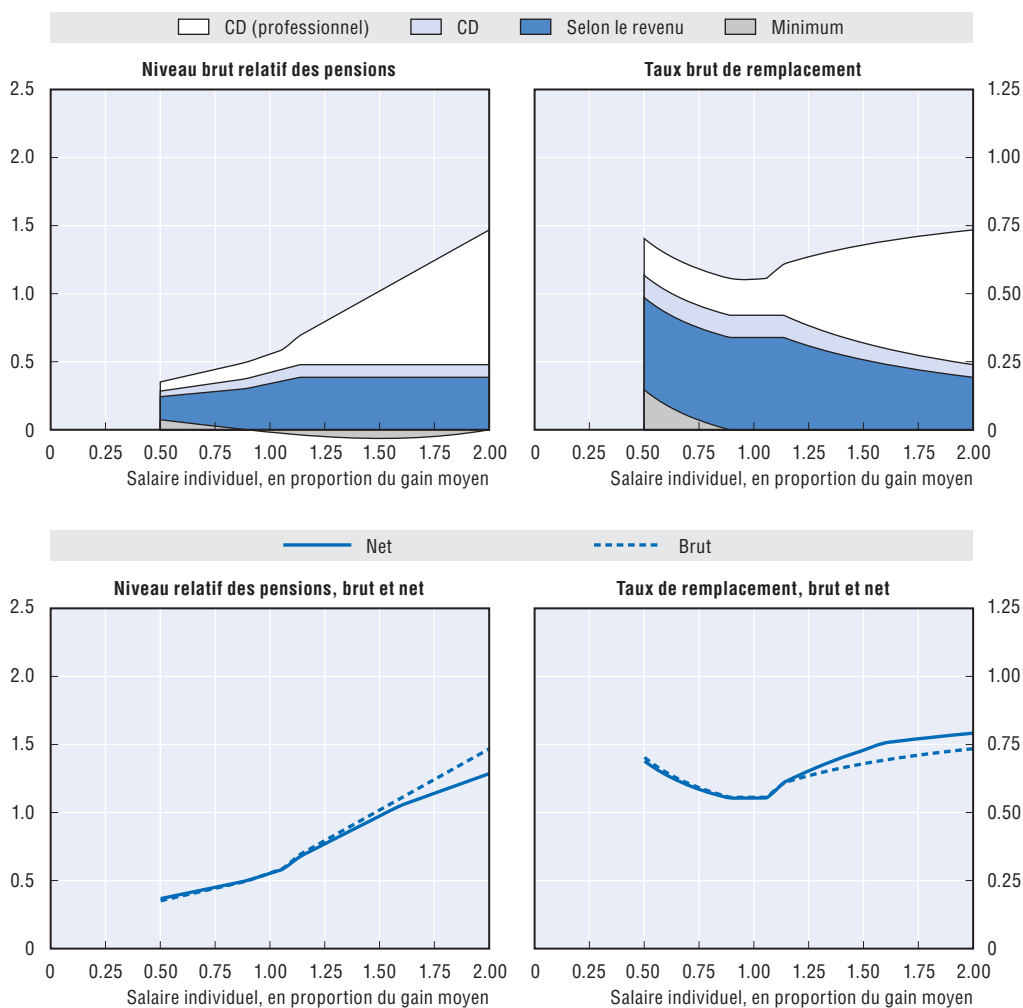 CD (professionnel) CD Selon le revenu Minimum
Niveau brut relatif des pensions
2.5
2.0
1.5
1.0
0.5
0
0 0.25 0.50 0.75 1.00 1.25 1.50 1.75 2.00
Salaire individuel, en proportion du gain moyen
Taux brut de remplacement
1.25
1.00
0.75
0.50
0.25
0
0 0.25 0.50 0.75 1.00 1.25 1.50 1.75 2.00
Salaire individuel, en proportion du gain moyen
Net Brut
Niveau relatif des pensions, brut et net
2.5
2.0
1.5
1.0
0.5
0
0 0.25 0.50 0.75 1.00 1.25 1.50 1.75 2.00
Salaire individuel, en proportion du gain moyen
Taux de remplacement, brut et net
1.25
1.00
0.75
0.50
0.25
0
0 0.25 0.50 0.75 1.00 1.25 1.50 1.75 2.00
Salaire individuel, en proportion du gain moyen